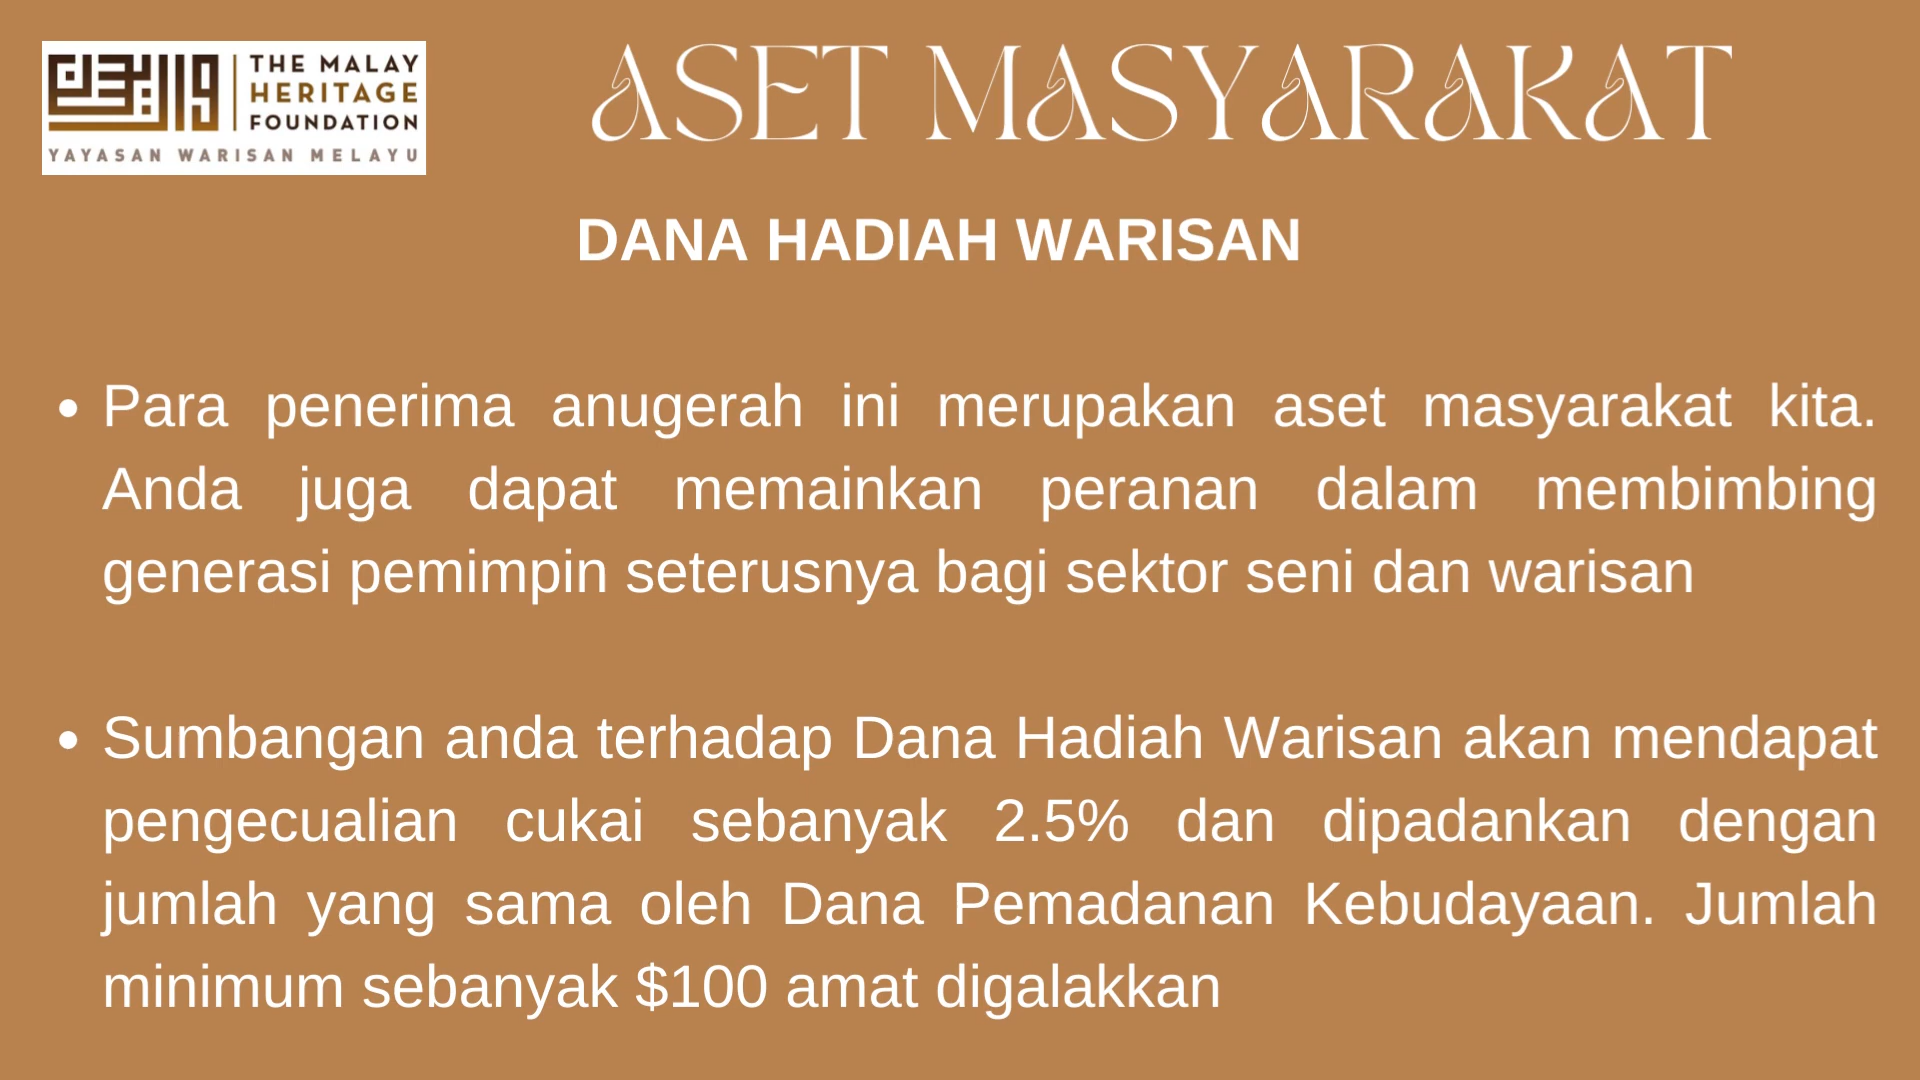 THE MALAY
HERITAGE
FOUNDATION
YAYASAN WARISAN MELAYU
ASET MASYARAKAT
DANA HADIAH WARISAN
• Para penerima anugerah ini merupakan aset masyarakat kita.
Anda juga dapat memainkan peranan dalam membimbing
generasi pemimpin seterusnya bagi sektor seni dan warisan
• Sumbangan anda terhadap Dana Hadiah Warisan akan mendapat
pengecualian cukai sebanyak 2.5% dan dipadankan dengan
jumlah yang sama oleh Dana Pemadanan Kebudayaan. Jumlah
minimum sebanyak $100 amat digalakkan